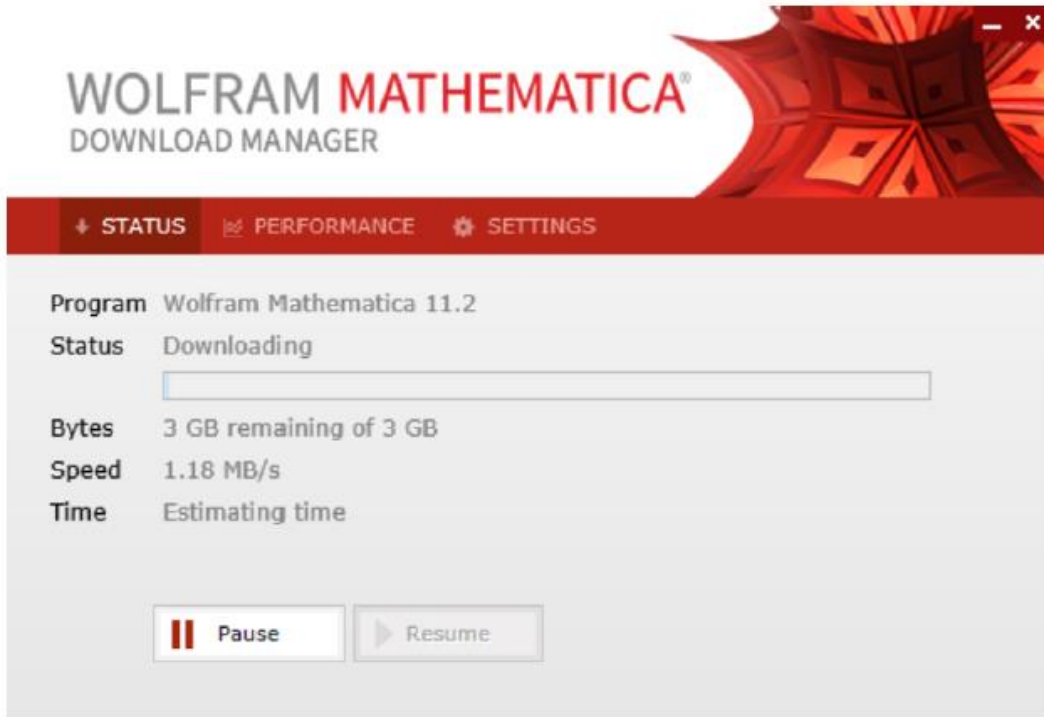 WOLFRAM MATHEMATICA®
DOWNLOAD MANAGER
STATUS PERFORMANCE SETTINGS
Program Wolfram Mathematica 11.2
Status Downloading
Bytes 3 GB remaining of 3 GB
Speed 1.18 MB/s
Time Estimating time
Pause Resume